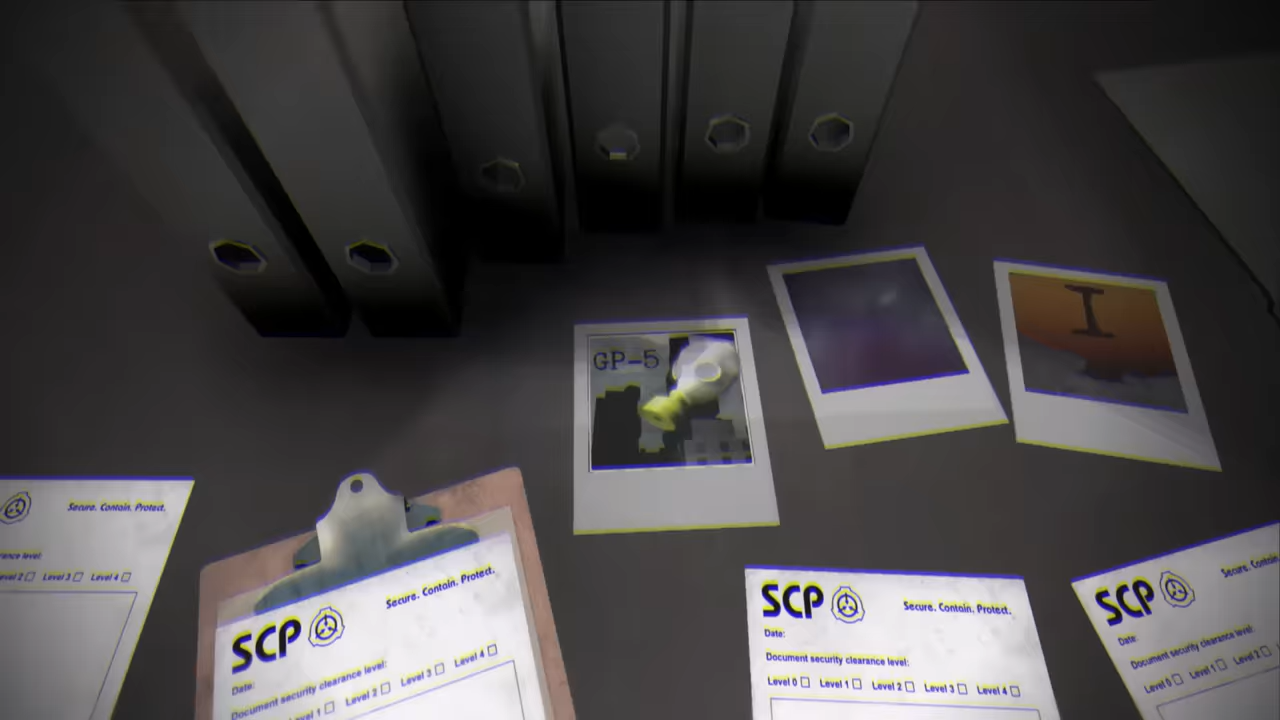 GP-5
I
Secure. Contain. Protect.
Level 2 Level 3 Level 4
SCP Secure. Contain. Protect.
Date:
Document security clearance level:
Level 1 Level 2 Level 3 Level 4
SCP Secure. Contain. Protect.
Date:
Document security clearance level:
Level 0 Level 1 Level 2 Level 3 Level 4
SCP Secure. Contain.
Date:
Document security clearance level:
Level 0 Level 1 Level 2